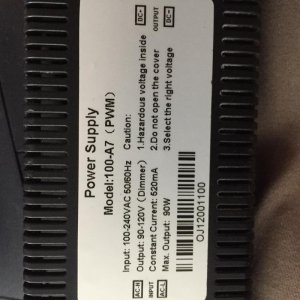 Power Supply
Model:100-A7（PWM）
Input: 100-240VAC 50/60Hz
Output: 90-120V (Dimmer)
Constant Current: 620mA
Max. Output: 90W
Caution:
1.Hazardous voltage inside
2.Do not open the cover
3.Select the right voltage
OJ12001100
AC-N
AC-L
DC-
OUTPUT
DC+